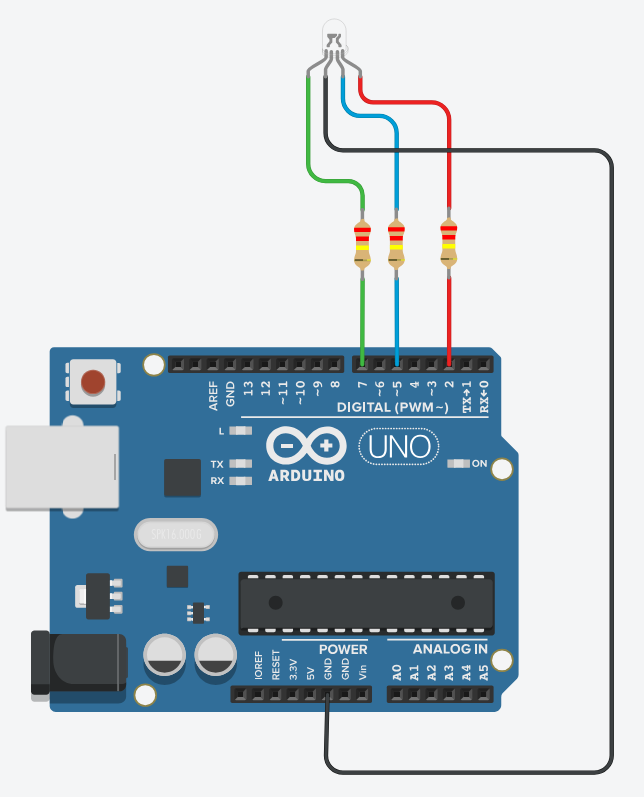 AREF
GND
13
12
~11
~10
~9
8
7
~6
~5
4
~3
2
TX→1
RX←0
DIGITAL (PWM~)
L
TX
RX
UNO
ARDUINO
ON
SPK16.000G
POWER
ANALOG IN
IOREF
RESET
3.3V
5V
GND
GND
Vin
A0
A1
A2
A3
A4
A5